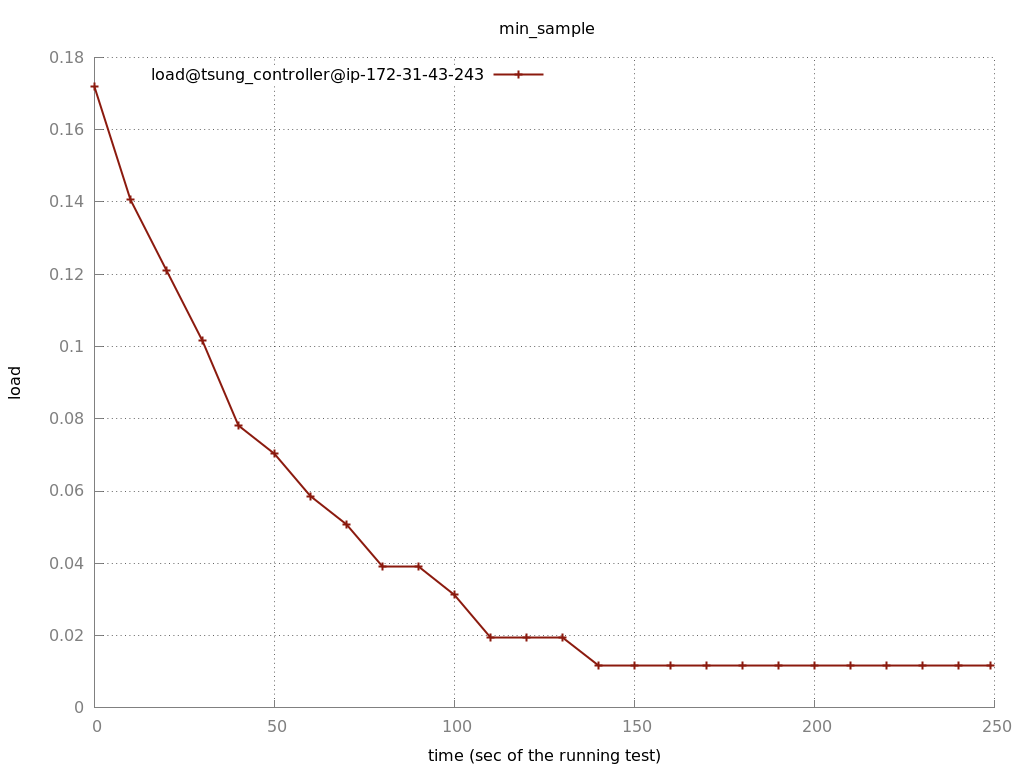 min_sample
load@tsung_controller@ip-172-31-43-243
0.18
0.16
0.14
0.12
0.1
0.08
0.06
0.04
0.02
0
load
0 50 100 150 200 250
time (sec of the running test)